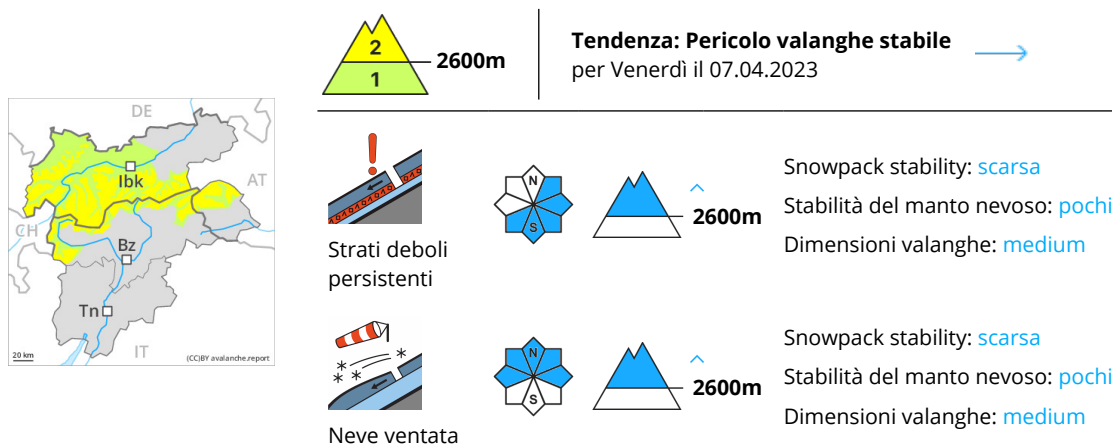 2
1
2600m
Tendenza: Pericolo valanghe stabile
per Venerdì il 07.04.2023
DE
AT
CH
IT
Ibk
Bz
Tn
20 km
(CC)BY avalanche.report
Strati deboli
persistenti
N
S
2600m
Snowpack stability: scarsa
Stabilità del manto nevoso: pochi
Dimensioni valanghe: medium
Neve ventata
N
S
2600m
Snowpack stability: scarsa
Stabilità del manto nevoso: pochi
Dimensioni valanghe: medium